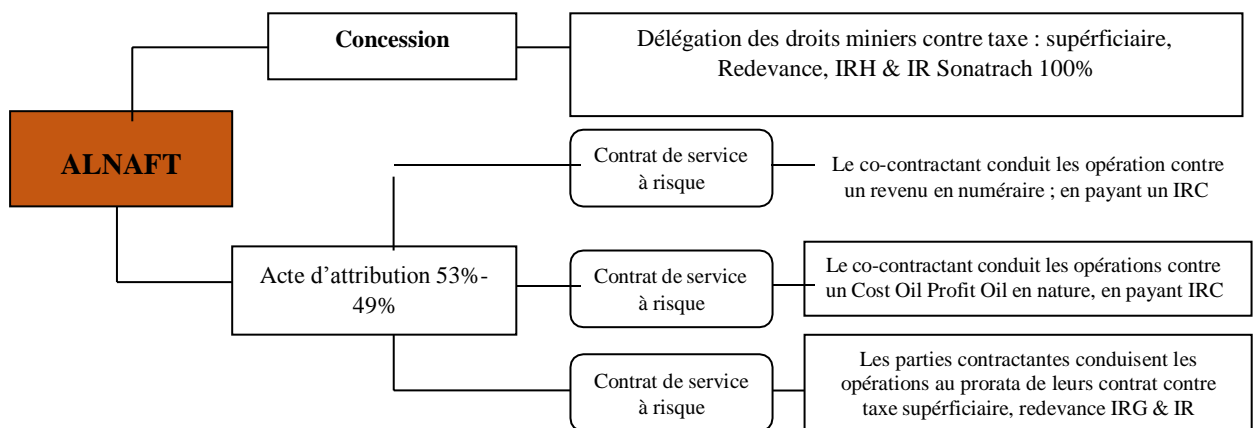 Concession
Délégation des droits miniers contre taxe : supérficiaire,
Redevance, IRH & IR Sonatrach 100%
ALNAFT
Contrat de service
à risque
Le co-contractant conduit les opération contre
un revenu en numéraire ; en payant un IRC
Acte d’attribution 53%-
49%
Contrat de service
à risque
Le co-contractant conduit les opérations contre
un Cost Oil Profit Oil en nature, en payant IRC
Contrat de service
à risque
Les parties contractantes conduisent les
opérations au prorata de leurs contrat contre
taxe supérficiaire, redevance IRG & IR